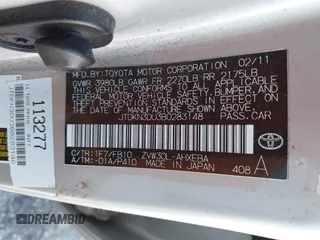 MFD. BY: TOYOTA MOTOR CORPORATION 02/11
GVWR 3980LB GAWR FR 2270LB RR 2175LB
THIS VEHICLE CONFORMS TO ALL APPLICABLE
FEDERAL MOTOR VEHICLE SAFETY AND
THEFT PREVENTION STANDARDS IN EFFECT ON
THE DATE OF MANUFACTURE SHOWN ABOVE.
JTDKN3DU3B0283148 PASS.CAR
C/TR:1F7/FB10 ZVW30L-AHXEBA
A/TM:-01A/P410 MADE IN JAPAN
408 A
TOYOTA
113277
DREAMBID